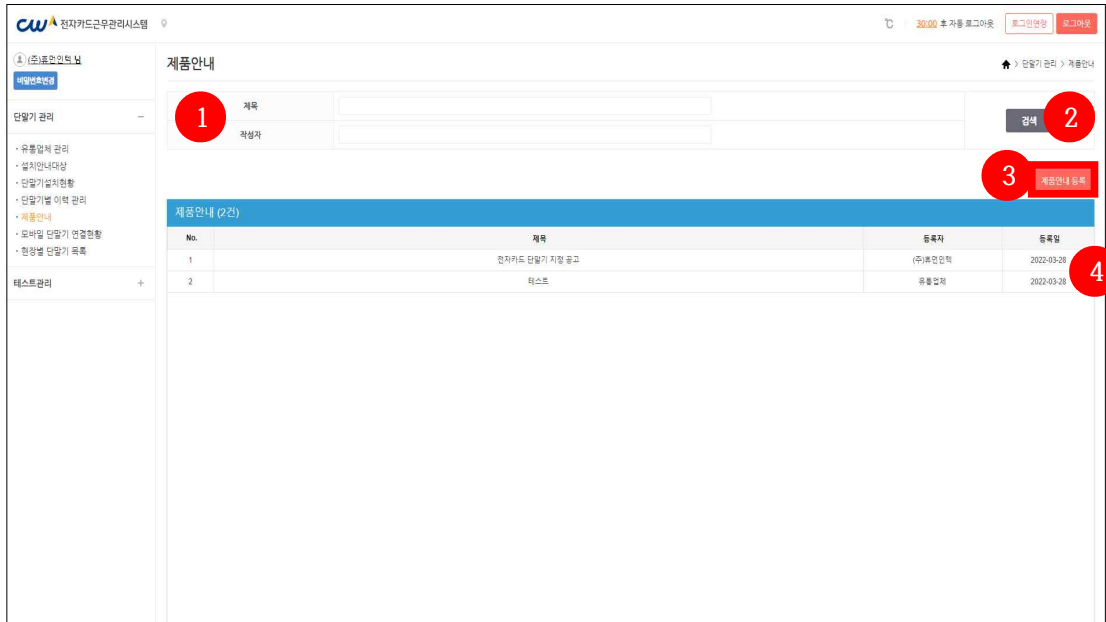 CW 전자카드근무관리시스템
℃ 30:00 후 자동 로그아웃 로그인연장 로그아웃
(주)휴먼인텍 님
비밀번호변경
단말기 관리 −
· 유통업체 관리
· 설치안내대상
· 단말기설치현황
· 단말기별 이력 관리
· 제품안내
· 모바일 단말기 연결현황
· 현장별 단말기 목록
테스트관리 +
제품안내
> 단말기 관리 > 제품안내
1
제목
작성자
검색 2
3 제품안내 등록
제품안내 (2건)
No. 제목 등록자 등록일
1 전자카드 단말기 지정 공고 (주)휴먼인텍 2022-03-28
2 테스트 유통업체 2022-03-28
4